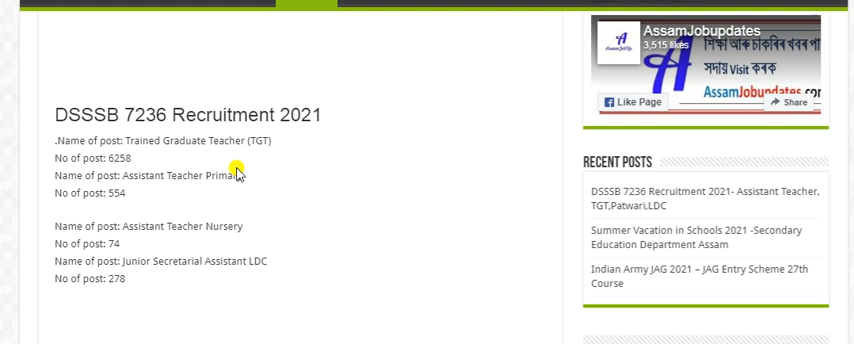 DSSSB 7236 Recruitment 2021
.Name of post: Trained Graduate Teacher (TGT)
No of post: 6258
Name of post: Assistant Teacher
No of post: 554
Name of post: Assistant Teacher Nursery
No of post: 74
Name of post: Junior Secretarial Assistant LDC
No of post: 278
AssamJobupdates
3,515 likes
শিক্ষা আৰু চাকৰিৰ খবৰ
সদায় Visit কৰক
AssamJobupdates.com
Like Page
Share
RECENT POSTS
DSSSB 7236 Recruitment 2021- Assistant Teacher,
TGT,Patwari,LDC
Summer Vacation in Schools 2021 -Secondary
Education Department Assam
Indian Army JAG 2021 – JAG Entry Scheme 27th
Course